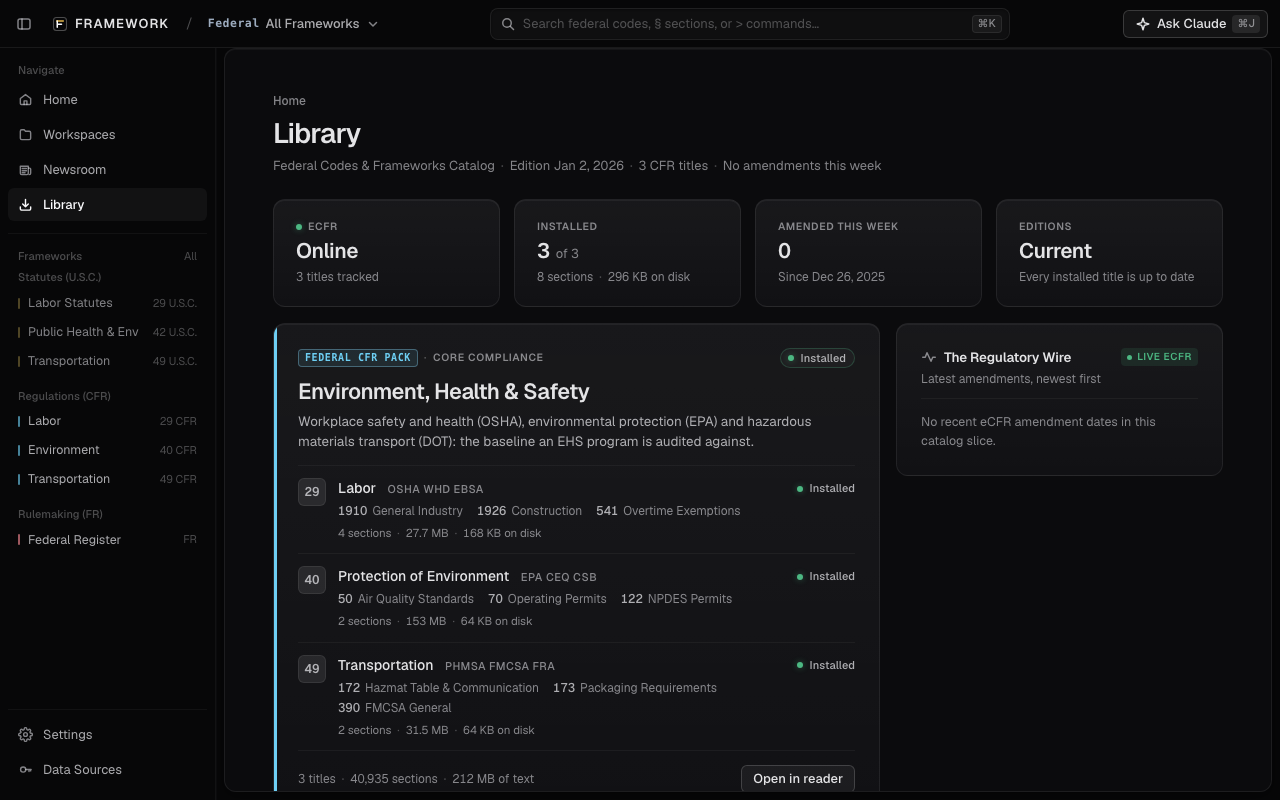 FRAMEWORK / Federal All Frameworks
Search federal codes, § sections, or > commands... ⌘K
Ask Claude ⌘J
Navigate
Home
Workspaces
Newsroom
Library
Frameworks All
Statutes (U.S.C.)
Labor Statutes 29 U.S.C.
Public Health & Env 42 U.S.C.
Transportation 49 U.S.C.
Regulations (CFR)
Labor 29 CFR
Environment 40 CFR
Transportation 49 CFR
Rulemaking (FR)
Federal Register FR
Settings
Data Sources
Home
Library
Federal Codes & Frameworks Catalog · Edition Jan 2, 2026 · 3 CFR titles · No amendments this week
ECFR
Online
3 titles tracked
INSTALLED
3 of 3
8 sections · 296 KB on disk
AMENDED THIS WEEK
0
Since Dec 26, 2025
EDITIONS
Current
Every installed title is up to date
FEDERAL CFR PACK · CORE COMPLIANCE Installed
Environment, Health & Safety
Workplace safety and health (OSHA), environmental protection (EPA) and hazardous
materials transport (DOT): the baseline an EHS program is audited against.
29 Labor OSHA WHD EBSA Installed
1910 General Industry 1926 Construction 541 Overtime Exemptions
4 sections · 27.7 MB · 168 KB on disk
40 Protection of Environment EPA CEQ CSB Installed
50 Air Quality Standards 70 Operating Permits 122 NPDES Permits
2 sections · 153 MB · 64 KB on disk
49 Transportation PHMSA FMCSA FRA Installed
172 Hazmat Table & Communication 173 Packaging Requirements
390 FMCSA General
2 sections · 31.5 MB · 64 KB on disk
3 titles · 40,935 sections · 212 MB of text
Open in reader
The Regulatory Wire LIVE ECFR
Latest amendments, newest first
No recent eCFR amendment dates in this
catalog slice.